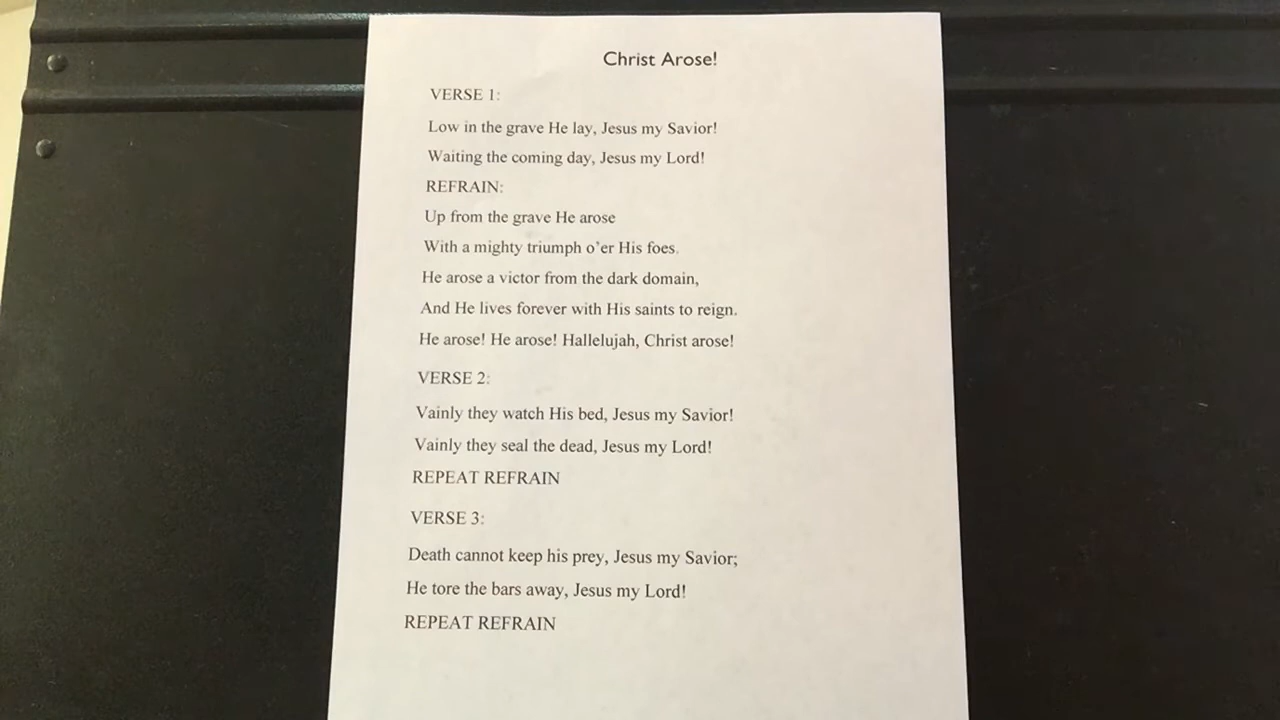 Christ Arose!
VERSE 1:
Low in the grave He lay, Jesus my Savior!
Waiting the coming day, Jesus my Lord!
REFRAIN:
Up from the grave He arose
With a mighty triumph o’er His foes.
He arose a victor from the dark domain,
And He lives forever with His saints to reign.
He arose! He arose! Hallelujah, Christ arose!
VERSE 2:
Vainly they watch His bed, Jesus my Savior!
Vainly they seal the dead, Jesus my Lord!
REPEAT REFRAIN
VERSE 3:
Death cannot keep his prey, Jesus my Savior;
He tore the bars away, Jesus my Lord!
REPEAT REFRAIN